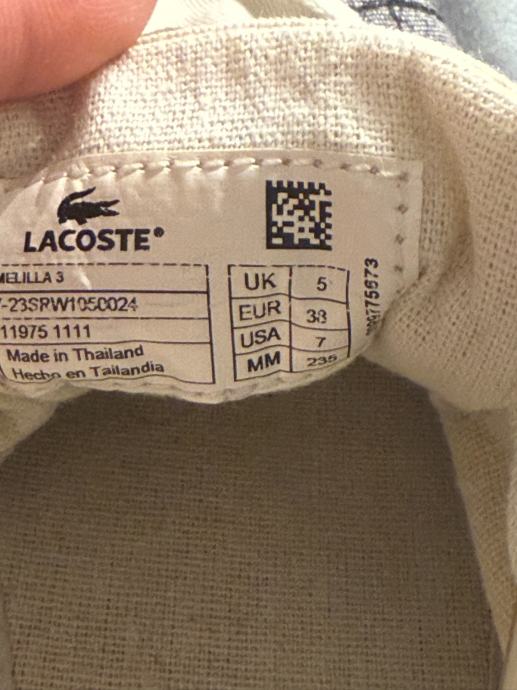 LACOSTE®
MELILLA 3
-23SRW1050024
11975 1111
Made in Thailand
Hecho en Tailandia
UK 5
EUR 38
USA 7
MM 235